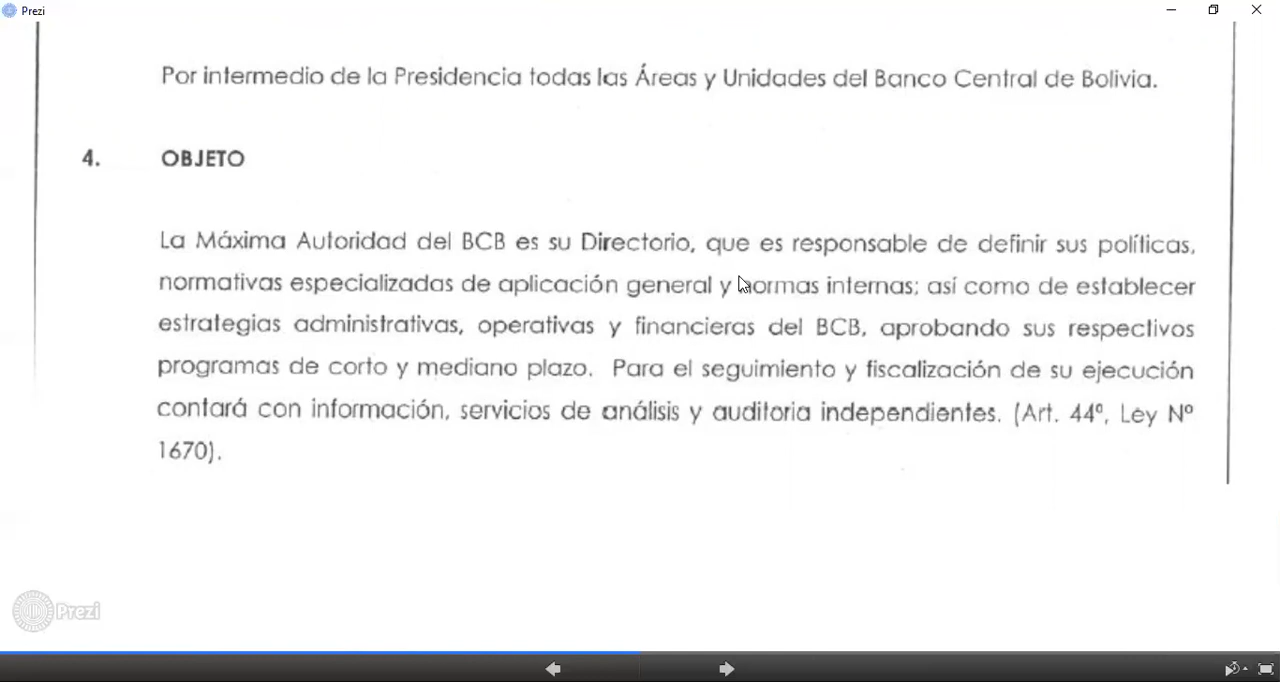 Prezi
Por intermedio de la Presidencia todas las Áreas y Unidades del Banco Central de Bolivia.
4. OBJETO
La Máxima Autoridad del BCB es su Directorio, que es responsable de definir sus políticas,
normativas especializadas de aplicación general y normas internas; así como de establecer
estrategias administrativas, operativas y financieras del BCB, aprobando sus respectivos
programas de corto y mediano plazo. Para el seguimiento y fiscalización de su ejecución
contará con información, servicios de análisis y auditoria independientes. (Art. 44º, Ley Nº
1670).
Prezi